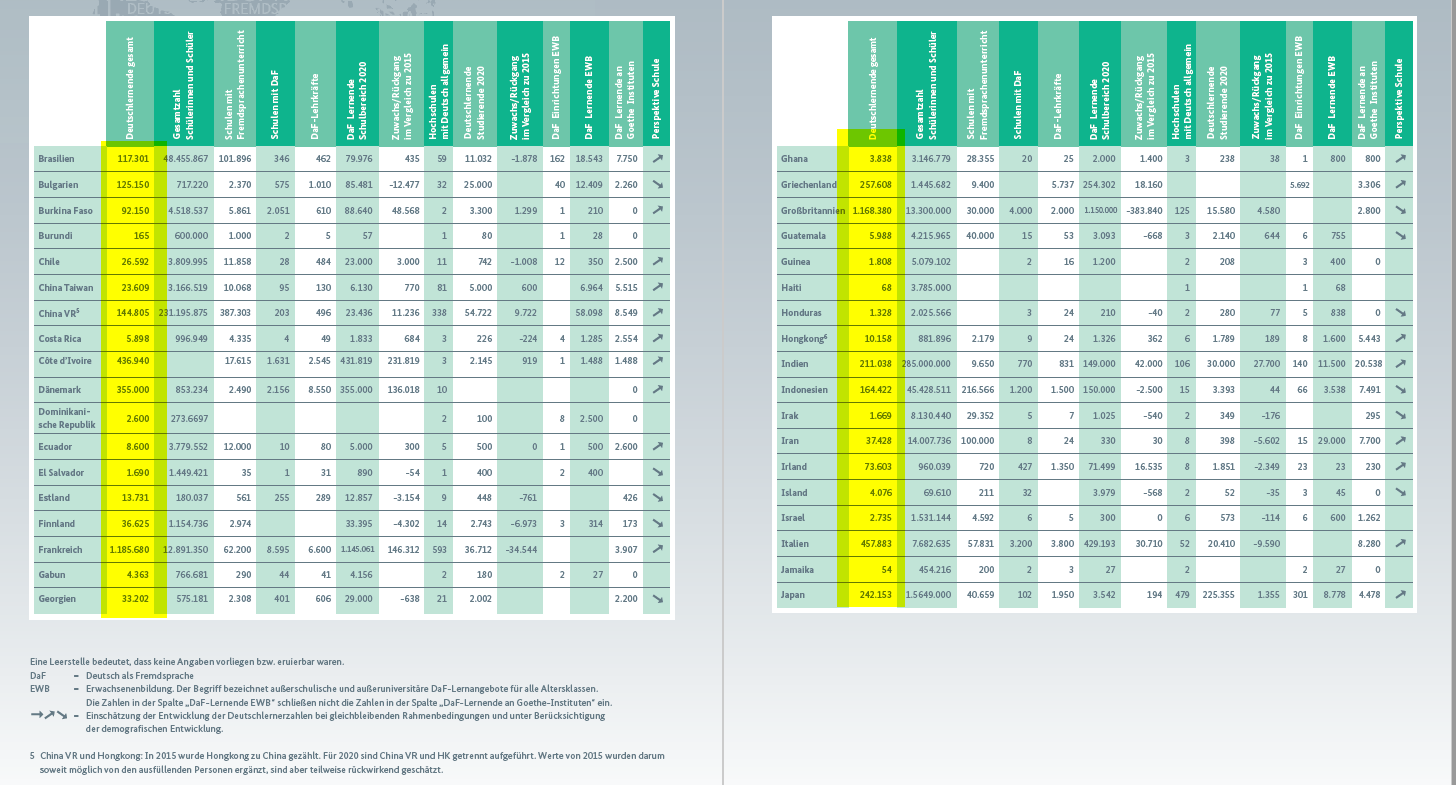 DEU FREMDSP
Deutschlernende gesamt
Gesamtzahl Schülerinnen und Schüler
Schulen mit Fremdsprachenunterricht
Schulen mit DaF
DaF-Lehrkräfte
DaF Lernende Schulbereich 2020
Zuwachs/Rückgang im Vergleich zu 2015
Hochschulen mit Deutsch allgemein
Deutschlernende Studierende 2020
Zuwachs/Rückgang im Vergleich zu 2015
DaF Einrichtungen EWB
DaF Lernende EWB
DaF Lernende an Goethe Instituten
Perspektive Schule
Brasilien 117.301 48.455.867 101.896 346 462 79.976 435 59 11.032 -1.878 162 18.543 7.750 ↗
Bulgarien 125.150 717.220 2.370 575 1.010 85.481 -12.477 32 25.000 40 12.409 2.260 ↘
Burkina Faso 92.150 4.518.537 5.861 2.051 610 88.640 48.568 2 3.300 1.299 1 210 0 ↗
Burundi 165 600.000 1.000 2 5 57 1 80 1 28 0
Chile 26.592 3.809.995 11.858 28 484 23.000 3.000 11 742 -1.008 12 350 2.500 ↗
China Taiwan 23.609 3.166.519 10.068 95 130 6.130 770 81 5.000 600 6.964 5.515 ↗
China VR⁵ 144.805 231.195.875 387.303 203 496 23.436 11.236 338 54.722 9.722 58.098 8.549 ↗
Costa Rica 5.898 996.949 4.335 4 49 1.833 684 3 226 -224 4 1.285 2.554 ↗
Côte d'Ivoire 436.940 17.615 1.631 2.545 431.819 231.819 3 2.145 919 1 1.488 1.488 ↗
Dänemark 355.000 853.234 2.490 2.156 8.550 355.000 136.018 10 0 ↗
Dominikani-
sche Republik 2.600 273.6697 2 100 8 2.500 0
Ecuador 8.600 3.779.552 12.000 10 80 5.000 300 5 500 0 1 500 2.600 ↗
El Salvador 1.690 1.449.421 35 1 31 890 -54 1 400 2 400 ↘
Estland 13.731 180.037 561 255 289 12.857 -3.154 9 448 -761 426 ↘
Finnland 36.625 1.154.736 2.974 33.395 -4.302 14 2.743 -6.973 3 314 173 ↘
Frankreich 1.185.680 12.891.350 62.200 8.595 6.600 1.145.061 146.312 593 36.712 -34.544 3.907 ↗
Gabun 4.363 766.681 290 44 41 4.156 2 180 2 27 0
Georgien 33.202 575.181 2.308 401 606 29.000 -638 21 2.002 2.200 ↘
Eine Leerstelle bedeutet, dass keine Angaben vorliegen bzw. eruierbar waren.
DaF = Deutsch als Fremdsprache
EWB = Erwachsenenbildung. Der Begriff bezeichnet außerschulische und außeruniversitäre DaF-Lernangebote für alle Altersklassen.
Die Zahlen in der Spalte „DaF-Lernende EWB“ schließen nicht die Zahlen in der Spalte „DaF-Lernende an Goethe-Instituten“ ein.
→↗↘ = Einschätzung der Entwicklung der Deutschlernerzahlen bei gleichbleibenden Rahmenbedingungen und unter Berücksichtigung
der demografischen Entwicklung.
5 China VR und Hongkong: In 2015 wurde Hongkong zu China gezählt. Für 2020 sind China VR und HK getrennt aufgeführt. Werte von 2015 wurden darum
soweit möglich von den ausfüllenden Personen ergänzt, sind aber teilweise rückwirkend geschätzt.
Deutschlernende gesamt
Gesamtzahl Schülerinnen und Schüler
Schulen mit Fremdsprachenunterricht
Schulen mit DaF
DaF-Lehrkräfte
DaF Lernende Schulbereich 2020
Zuwachs/Rückgang im Vergleich zu 2015
Hochschulen mit Deutsch allgemein
Deutschlernende Studierende 2020
Zuwachs/Rückgang im Vergleich zu 2015
DaF Einrichtungen EWB
DaF Lernende EWB
DaF Lernende an Goethe Instituten
Perspektive Schule
Ghana 3.838 3.146.779 28.355 20 25 2.000 1.400 3 238 38 1 800 800 ↗
Griechenland 257.608 1.445.682 9.400 5.737 254.302 18.160 5.692 3.306 ↗
Großbritannien 1.168.380 13.300.000 30.000 4.000 2.000 1.150.000 -383.840 125 15.580 4.580 2.800 ↘
Guatemala 5.988 4.215.965 40.000 15 53 3.093 -668 3 2.140 644 6 755 ↘
Guinea 1.808 5.079.102 2 16 1.200 2 208 3 400 0
Haiti 68 3.785.000 1 1 68
Honduras 1.328 2.025.566 3 24 210 -40 2 280 77 5 838 0 ↘
Hongkong⁶ 10.158 881.896 2.179 9 24 1.326 362 6 1.789 189 8 1.600 5.443 ↗
Indien 211.038 285.000.000 9.650 770 831 149.000 42.000 106 30.000 27.700 140 11.500 20.538 ↗
Indonesien 164.422 45.428.511 216.566 1.200 1.500 150.000 -2.500 15 3.393 44 66 3.538 7.491 ↘
Irak 1.669 8.130.440 29.352 5 7 1.025 -540 2 349 -176 295 ↘
Iran 37.428 14.007.736 100.000 8 24 330 30 8 398 -5.602 15 29.000 7.700 ↗
Irland 73.603 960.039 720 427 1.350 71.499 16.535 8 1.851 -2.349 23 23 230 ↗
Island 4.076 69.610 211 32 3.979 -568 2 52 -35 3 45 0 ↘
Israel 2.735 1.531.144 4.592 6 5 300 0 6 573 -114 6 600 1.262
Italien 457.883 7.682.635 57.831 3.200 3.800 429.193 30.710 52 20.410 -9.590 8.280 ↗
Jamaika 54 454.216 200 2 3 27 2 2 27 0
Japan 242.153 1.5649.000 40.659 102 1.950 3.542 194 479 225.355 1.355 301 8.778 4.478 ↗